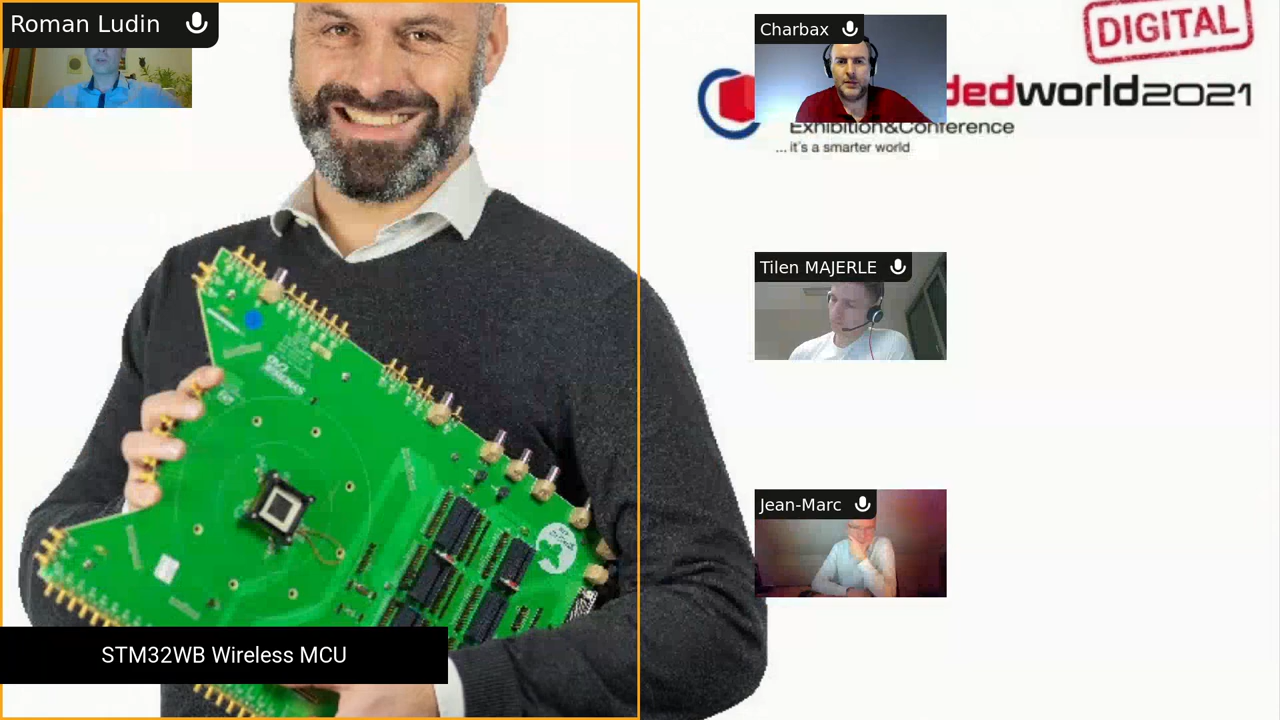 Roman Ludin
Charbax
DIGITAL
dedworld2021
Exhibition&Conference
... it's a smarter world
Tilen MAJERLE
Jean-Marc
STM32WB Wireless MCU